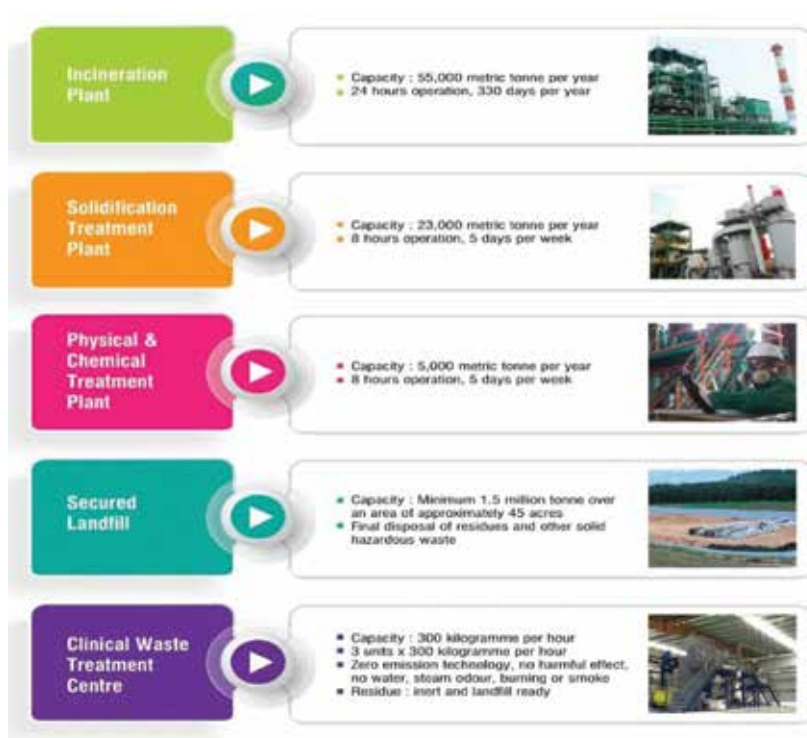 Incineration
Plant
Capacity : 55,000 metric tonne per year
24 hours operation, 330 days per year
Solidification
Treatment
Plant
Capacity : 23,000 metric tonne per year
8 hours operation, 5 days per week
Physical &
Chemical
Treatment
Plant
Capacity : 5,000 metric tonne per year
8 hours operation, 5 days per week
Secured
Landfill
Capacity : Minimum 1.5 million tonne over
an area of approximately 45 acres
Final disposal of residues and other solid
hazardous waste
Clinical Waste
Treatment
Centre
Capacity : 300 kilogramme per hour
3 units x 300 kilogramme per hour
Zero emission technology, no harmful effect,
no water, steam odour, burning or smoke
Residue : inert and landfill ready